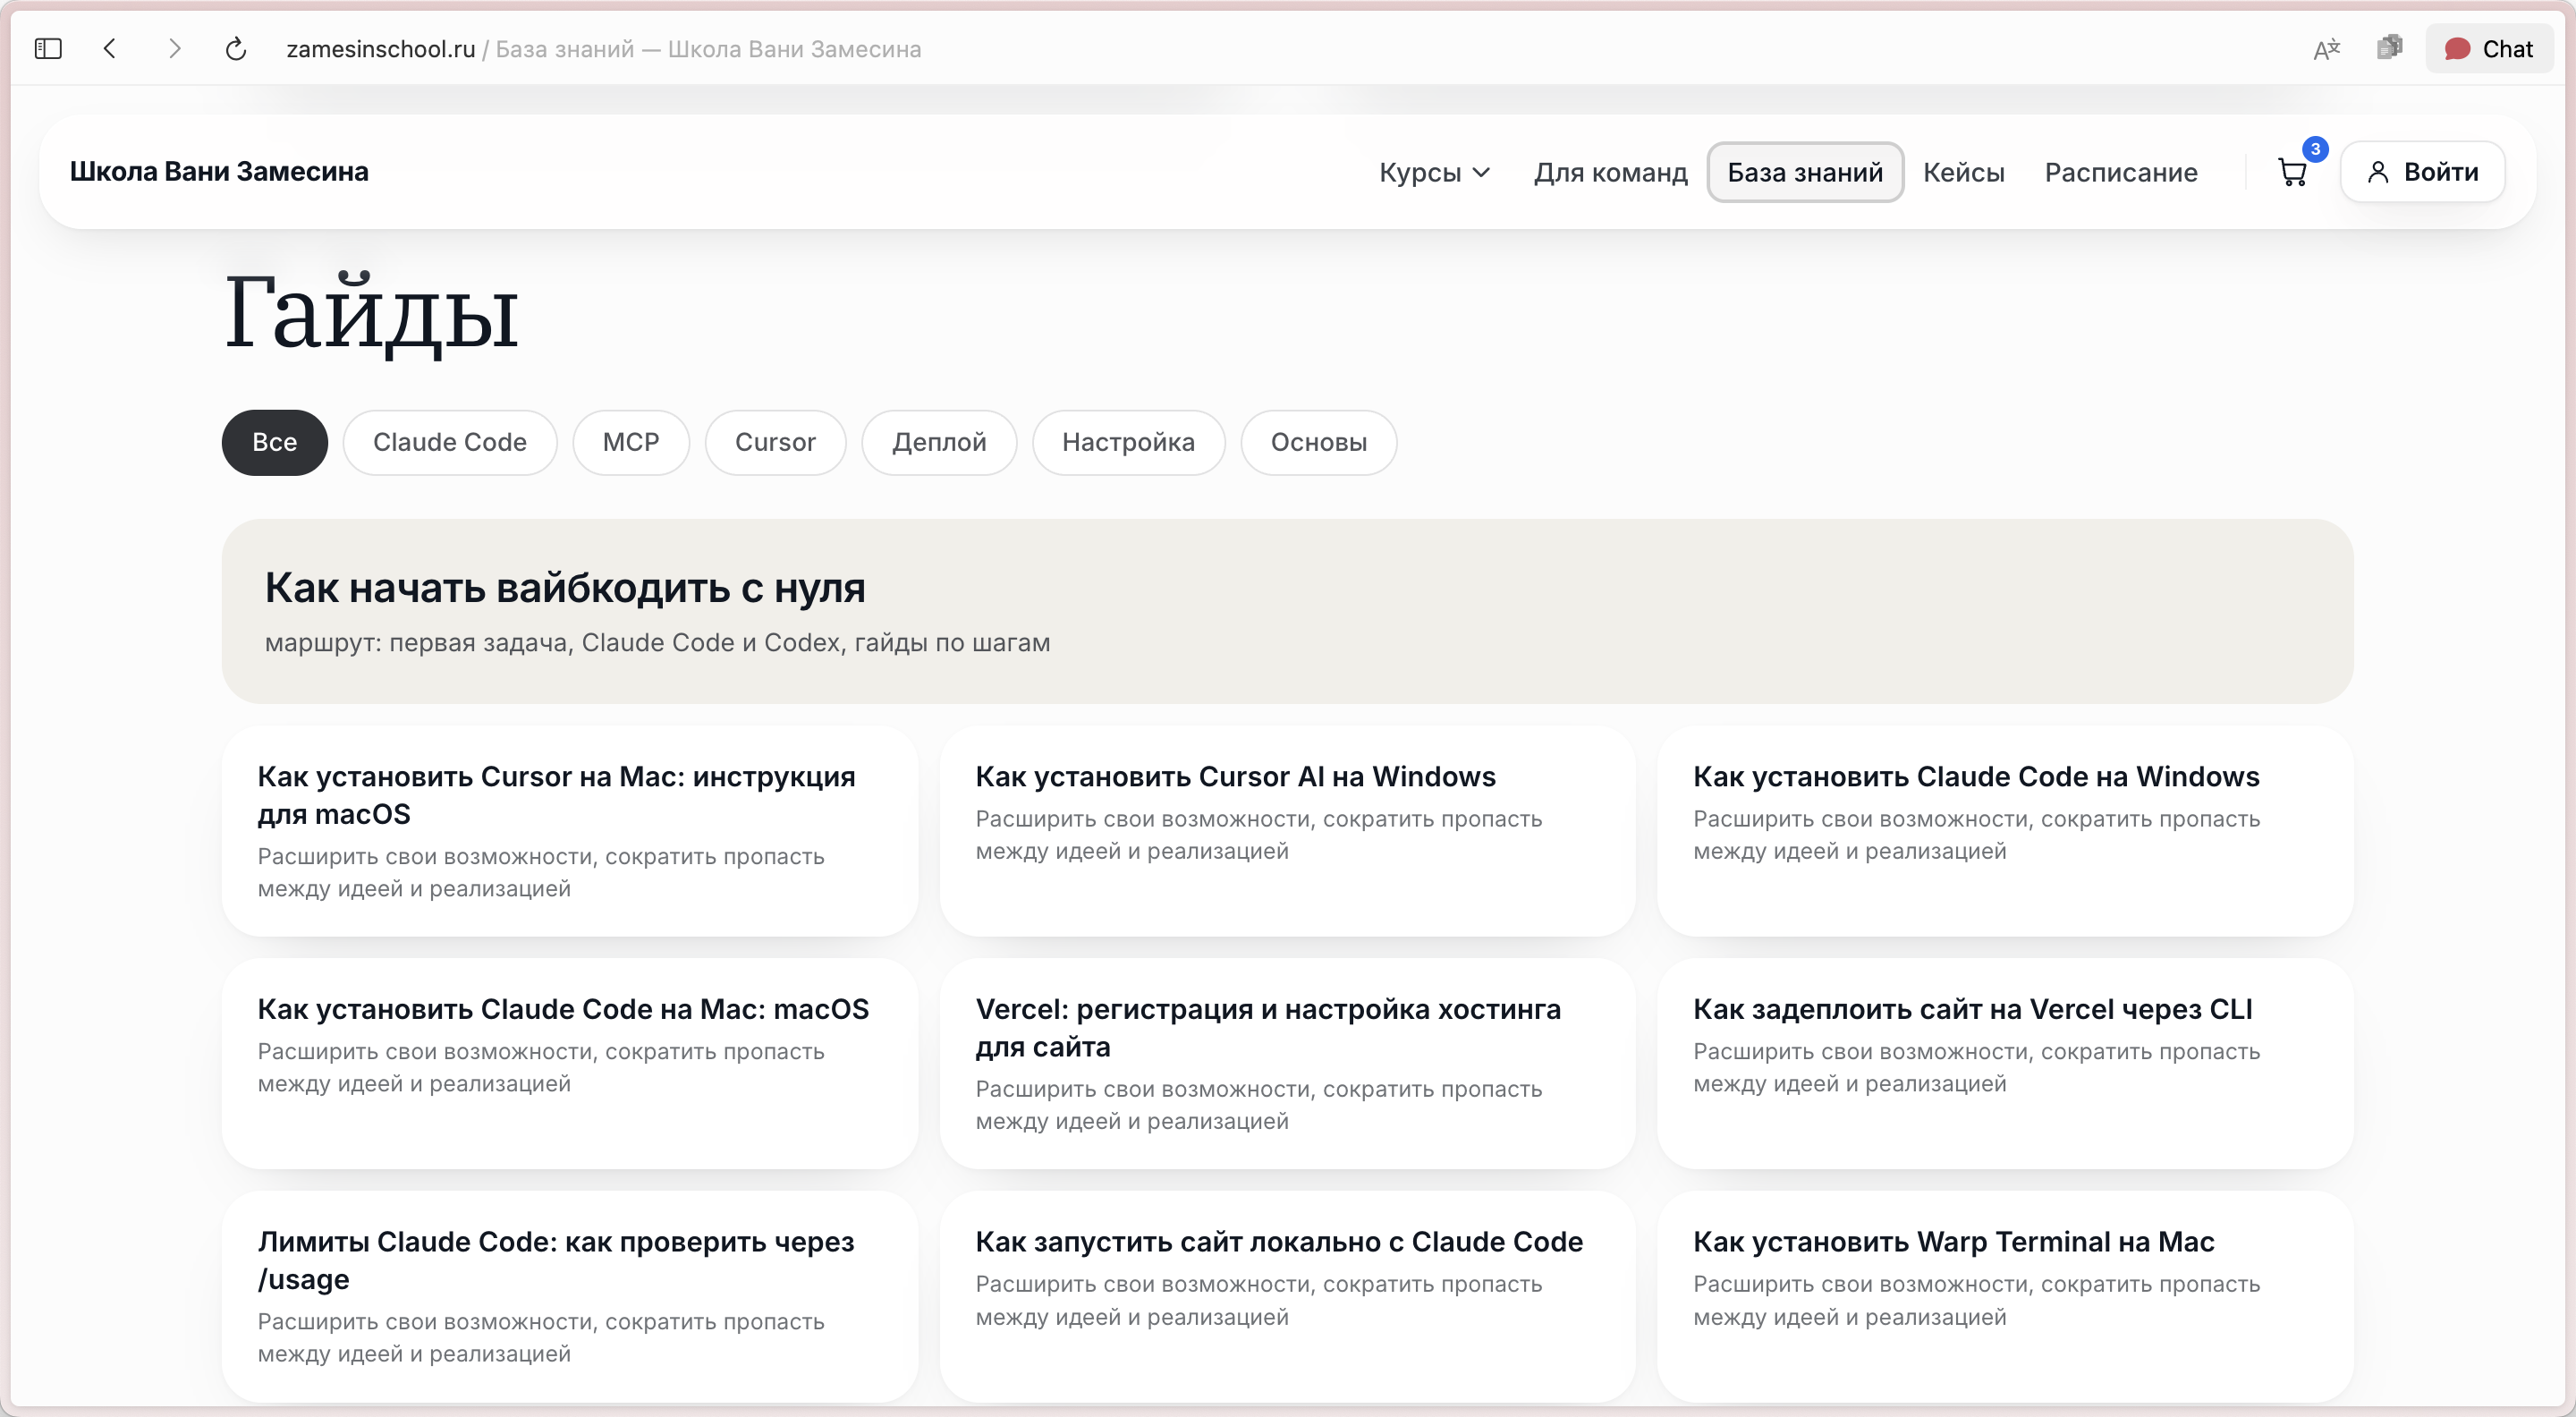 zamesinschool.ru / База знаний — Школа Вани Замесина
Chat
Школа Вани Замесина
Курсы
Для команд
База знаний
Кейсы
Расписание
3
Войти
Гайды
Все
Claude Code
MCP
Cursor
Деплой
Настройка
Основы
Как начать вайбкодить с нуля
маршрут: первая задача, Claude Code и Codex, гайды по шагам
Как установить Cursor на Mac: инструкция
для macOS
Расширить свои возможности, сократить пропасть
между идеей и реализацией
Как установить Cursor AI на Windows
Расширить свои возможности, сократить пропасть
между идеей и реализацией
Как установить Claude Code на Windows
Расширить свои возможности, сократить пропасть
между идеей и реализацией
Как установить Claude Code на Mac: macOS
Расширить свои возможности, сократить пропасть
между идеей и реализацией
Vercel: регистрация и настройка хостинга
для сайта
Расширить свои возможности, сократить пропасть
между идеей и реализацией
Как задеплоить сайт на Vercel через CLI
Расширить свои возможности, сократить пропасть
между идеей и реализацией
Лимиты Claude Code: как проверить через
/usage
Расширить свои возможности, сократить пропасть
между идеей и реализацией
Как запустить сайт локально с Claude Code
Расширить свои возможности, сократить пропасть
между идеей и реализацией
Как установить Warp Terminal на Mac
Расширить свои возможности, сократить пропасть
между идеей и реализацией